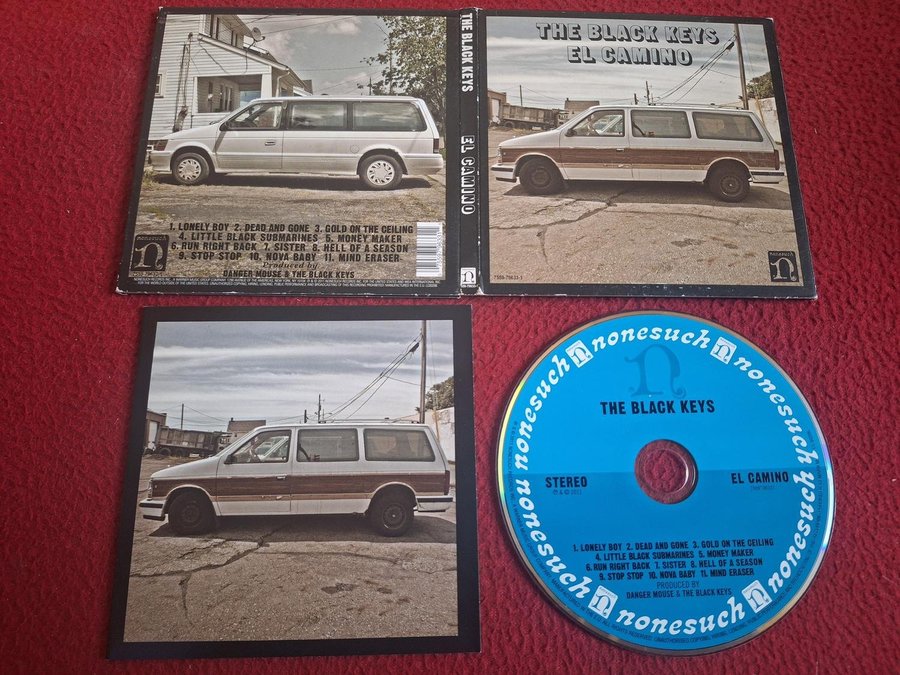 THE BLACK KEYS
EL CAMINO
THE BLACK KEYS EL CAMINO
1. LONELY BOY 2. DEAD AND GONE 3. GOLD ON THE CEILING
4. LITTLE BLACK SUBMARINES 5. MONEY MAKER
6. RUN RIGHT BACK 7. SISTER 8. HELL OF A SEASON
9. STOP STOP 10. NOVA BABY 11. MIND ERASER
Produced by
DANGER MOUSE & THE BLACK KEYS
nonesuch
nonesuch nonesuch nonesuch nonesuch nonesuch nonesuch
THE BLACK KEYS
STEREO
EL CAMINO
1. LONELY BOY 2. DEAD AND GONE 3. GOLD ON THE CEILING
4. LITTLE BLACK SUBMARINES 5. MONEY MAKER
6. RUN RIGHT BACK 7. SISTER 8. HELL OF A SEASON
9. STOP STOP 10. NOVA BABY 11. MIND ERASER
PRODUCED BY
DANGER MOUSE & THE BLACK KEYS